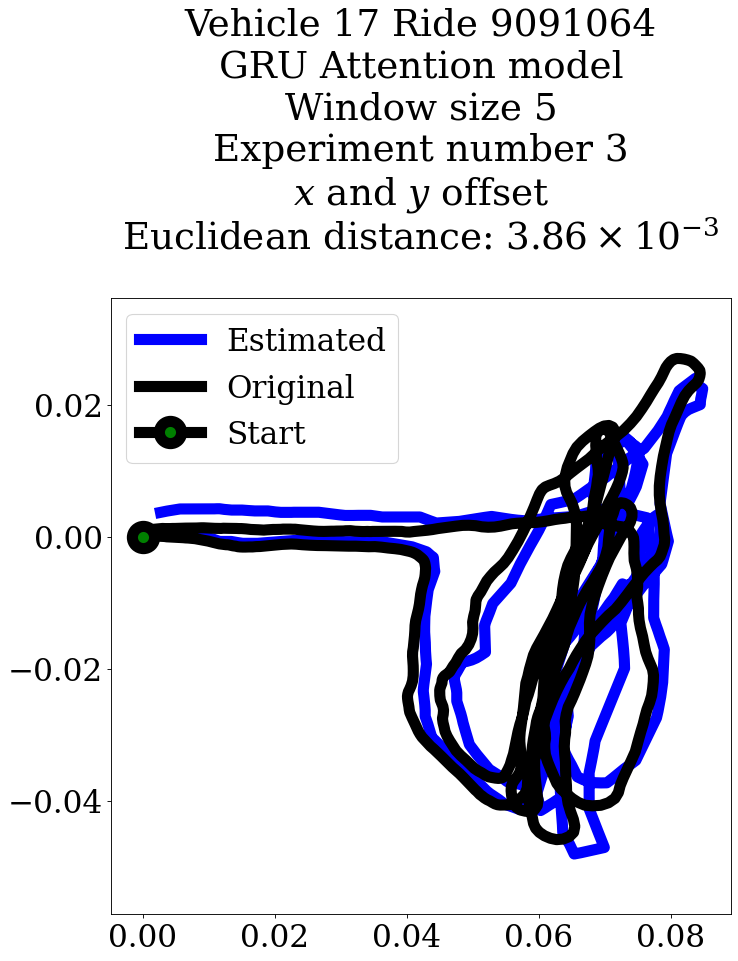 Vehicle 17 Ride 9091064
GRU Attention model
Window size 5
Experiment number 3
x and y offset
Euclidean distance: 3.86 × 10⁻³
Estimated
Original
Start
0.02
0.00
−0.02
−0.04
0.00 0.02 0.04 0.06 0.08